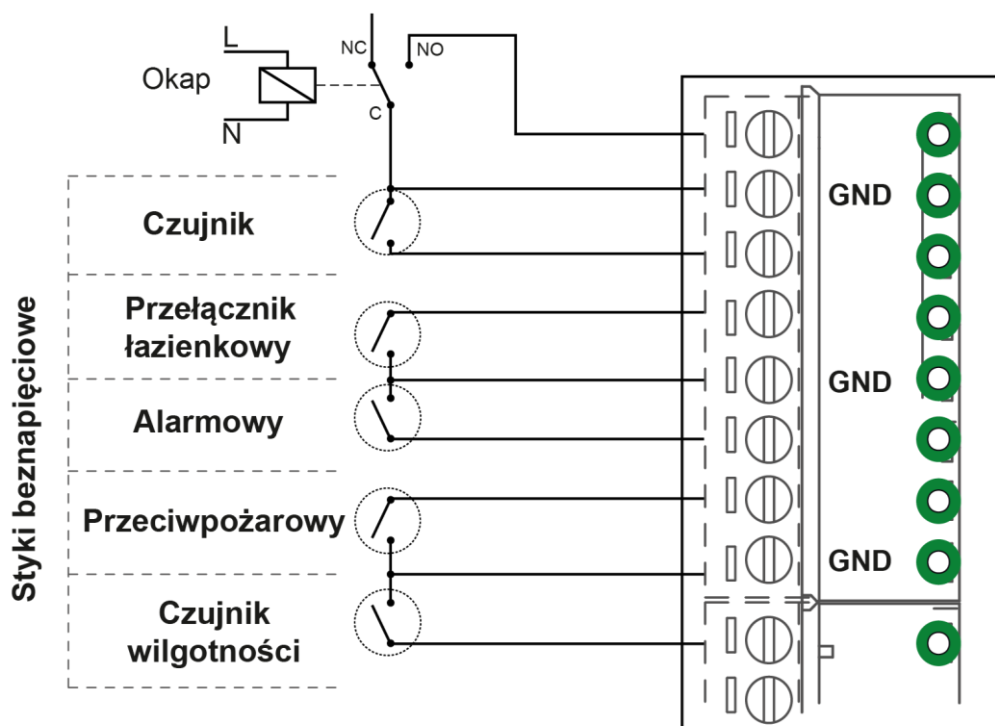 L
NC
NO
Okap
C
N
Styki beznapięciowe
Czujnik
GND
Przełącznik
łazienkowy
GND
Alarmowy
Przeciwpożarowy
GND
Czujnik
wilgotności